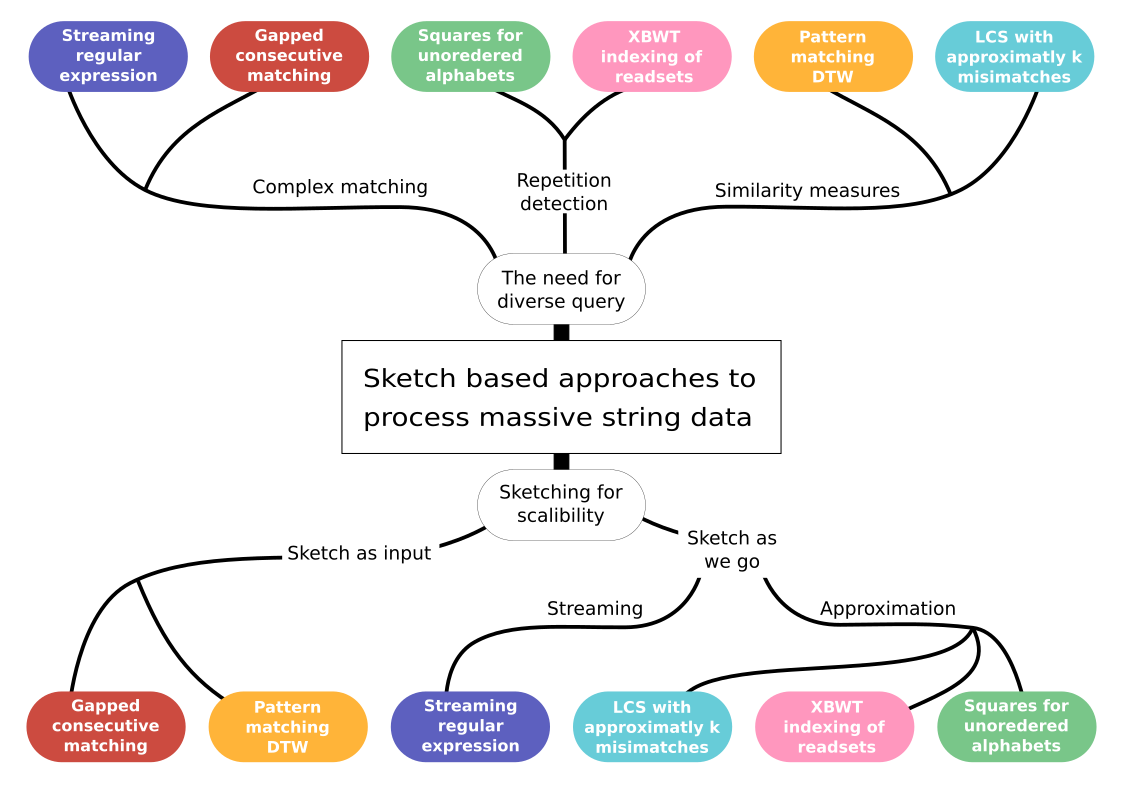 Streaming
regular
expression
Gapped
consecutive
matching
Squares for
unoredered
alphabets
XBWT
indexing of
readsets
Pattern
matching
DTW
LCS with
approximatly k
misimatches
Complex matching
Repetition
detection
Similarity measures
The need for
diverse query
Sketch based approaches to
process massive string data
Sketching for
scalibility
Sketch as input
Sketch as
we go
Streaming
Approximation
Gapped
consecutive
matching
Pattern
matching
DTW
Streaming
regular
expression
LCS with
approximatly k
misimatches
XBWT
indexing of
readsets
Squares for
unoredered
alphabets